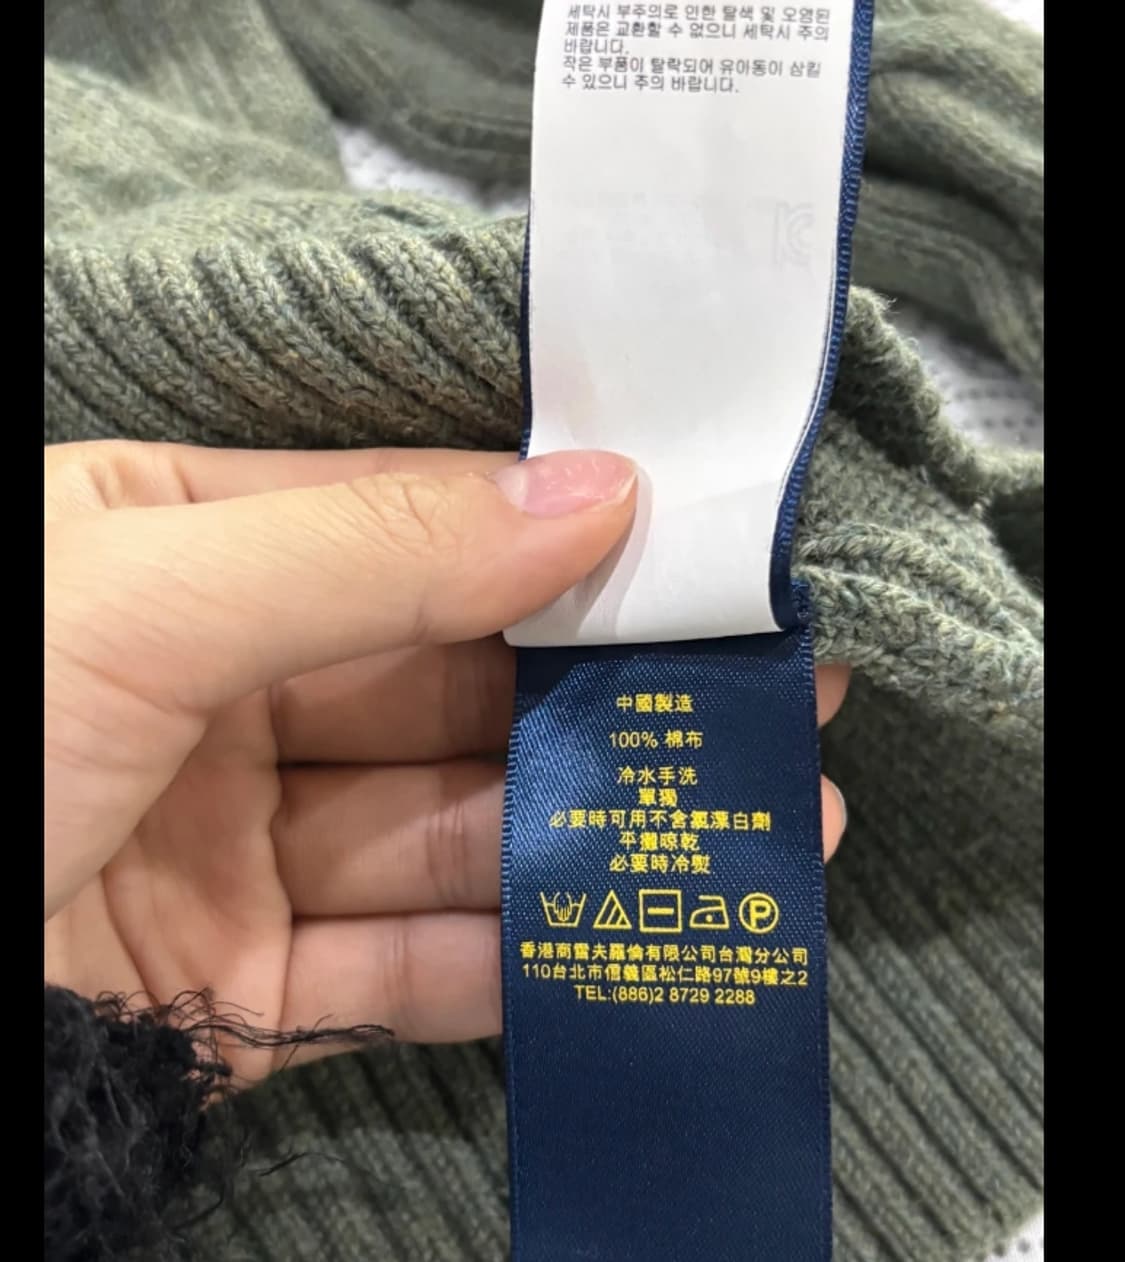 세탁시 부주의로 인한 탈색 및 오염된
제품은 교환할 수 없으니 세탁시 주의
바랍니다.
작은 부품이 탈락되어 유아동이 삼킬
수 있으니 주의 바랍니다.
中國製造
100% 棉布
冷水手洗
單獨
必要時可用不含氯漂白劑
平攤晾乾
必要時冷熨
P
香港商雷夫羅倫有限公司台灣分公司
110台北市信義區松仁路97號9樓之2
TEL:(886)2 8729 2288